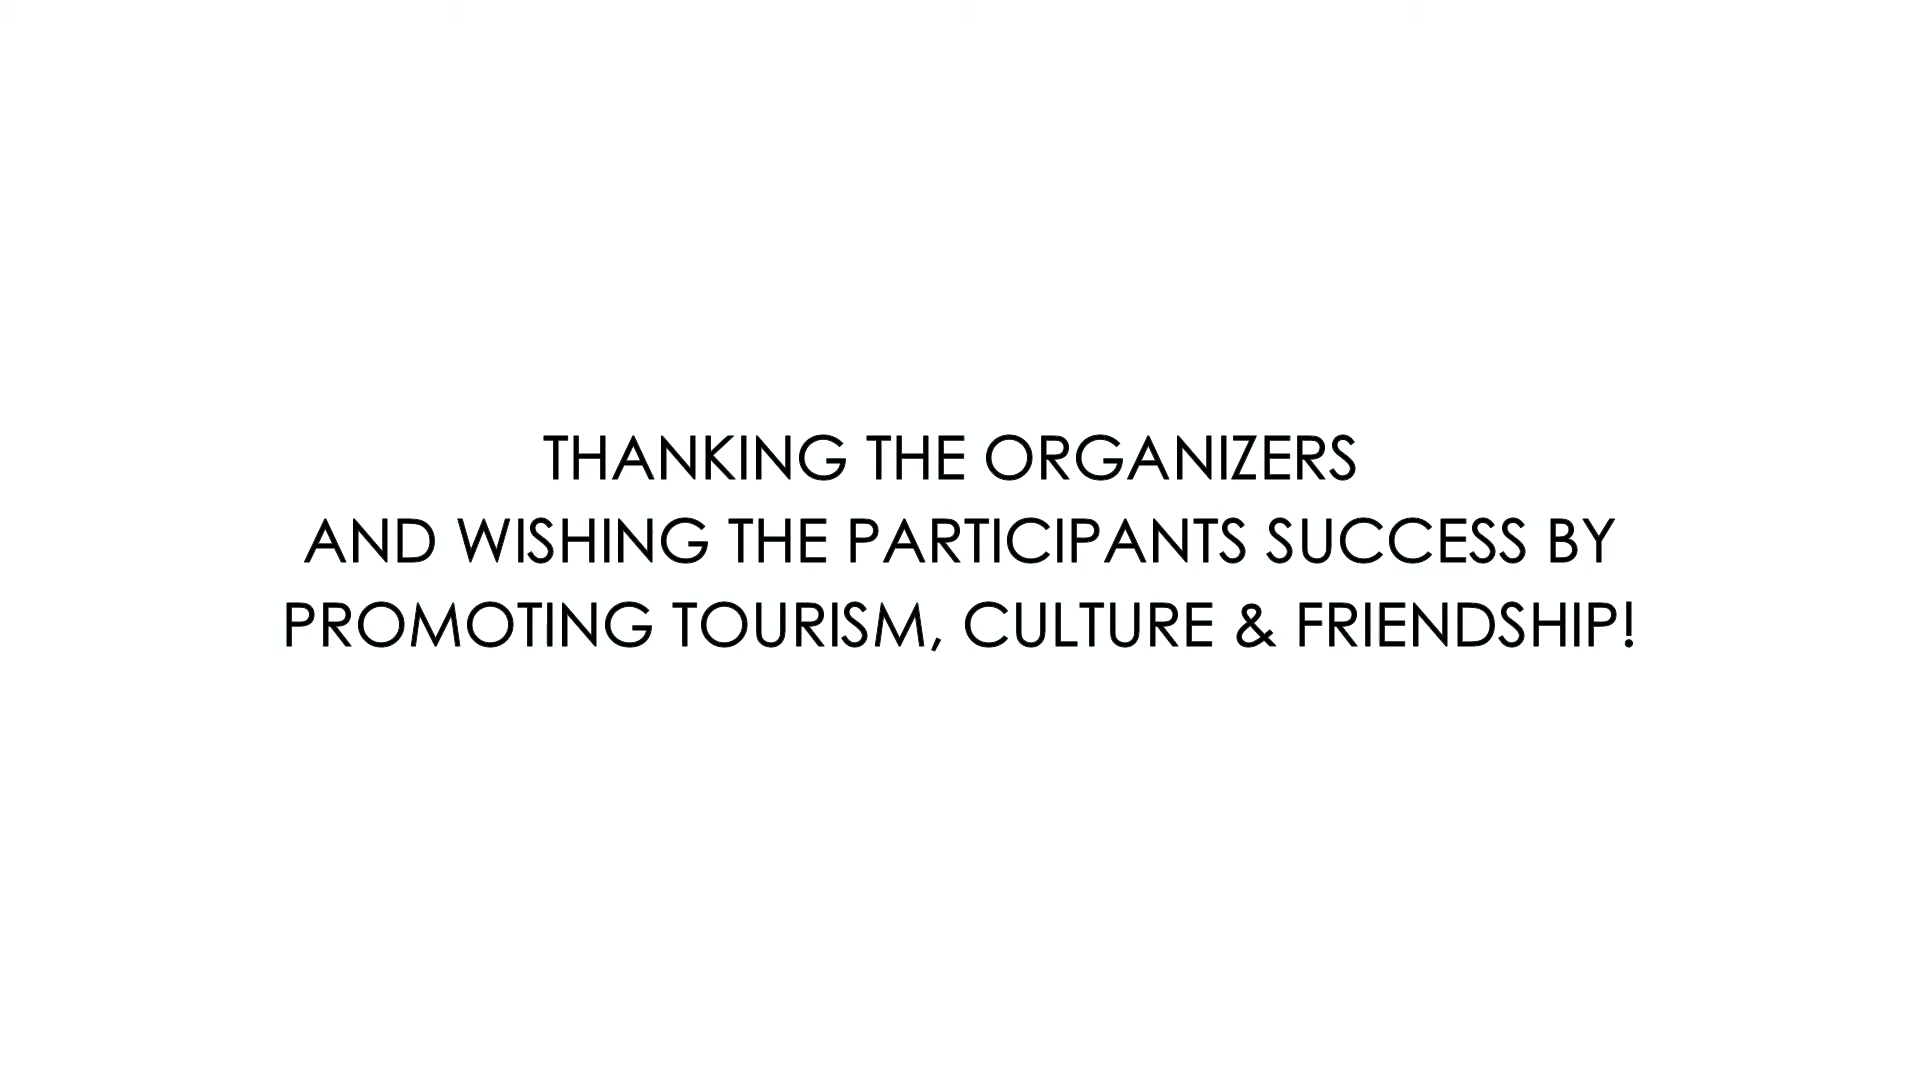 THANKING THE ORGANIZERS
AND WISHING THE PARTICIPANTS SUCCESS BY
PROMOTING TOURISM, CULTURE & FRIENDSHIP!